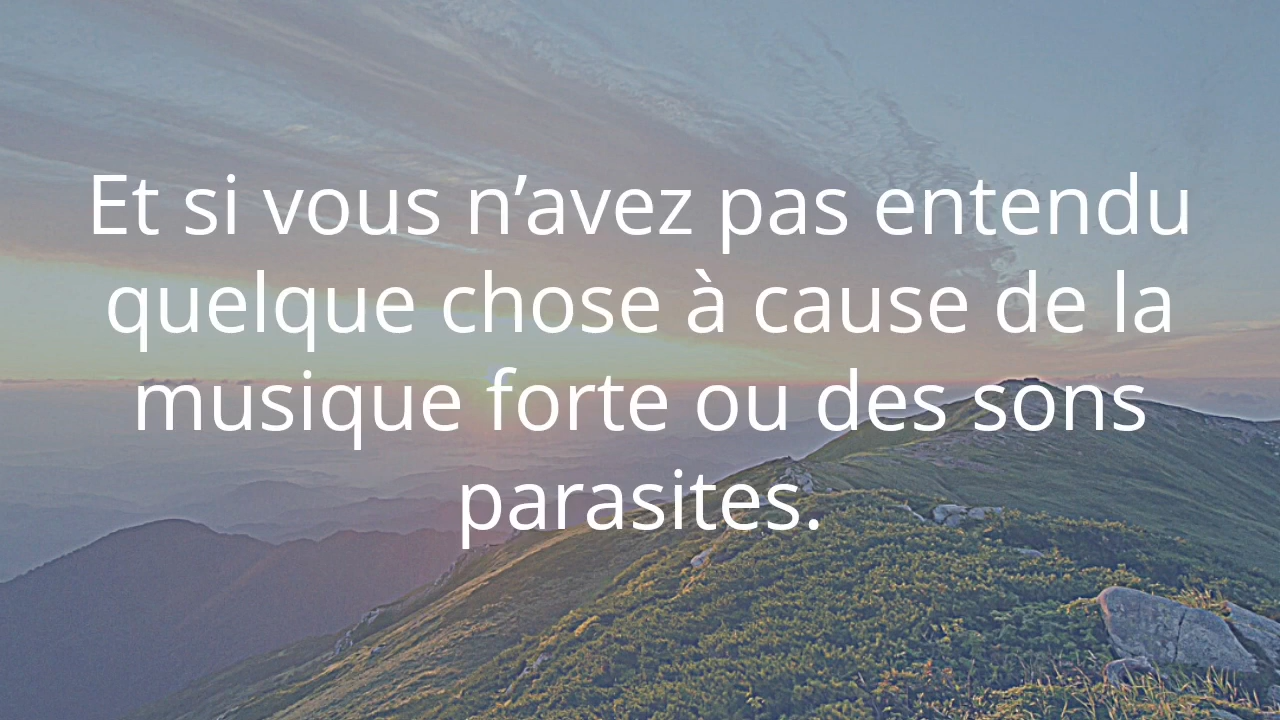 Et si vous n’avez pas entendu
quelque chose à cause de la
musique forte ou des sons
parasites.